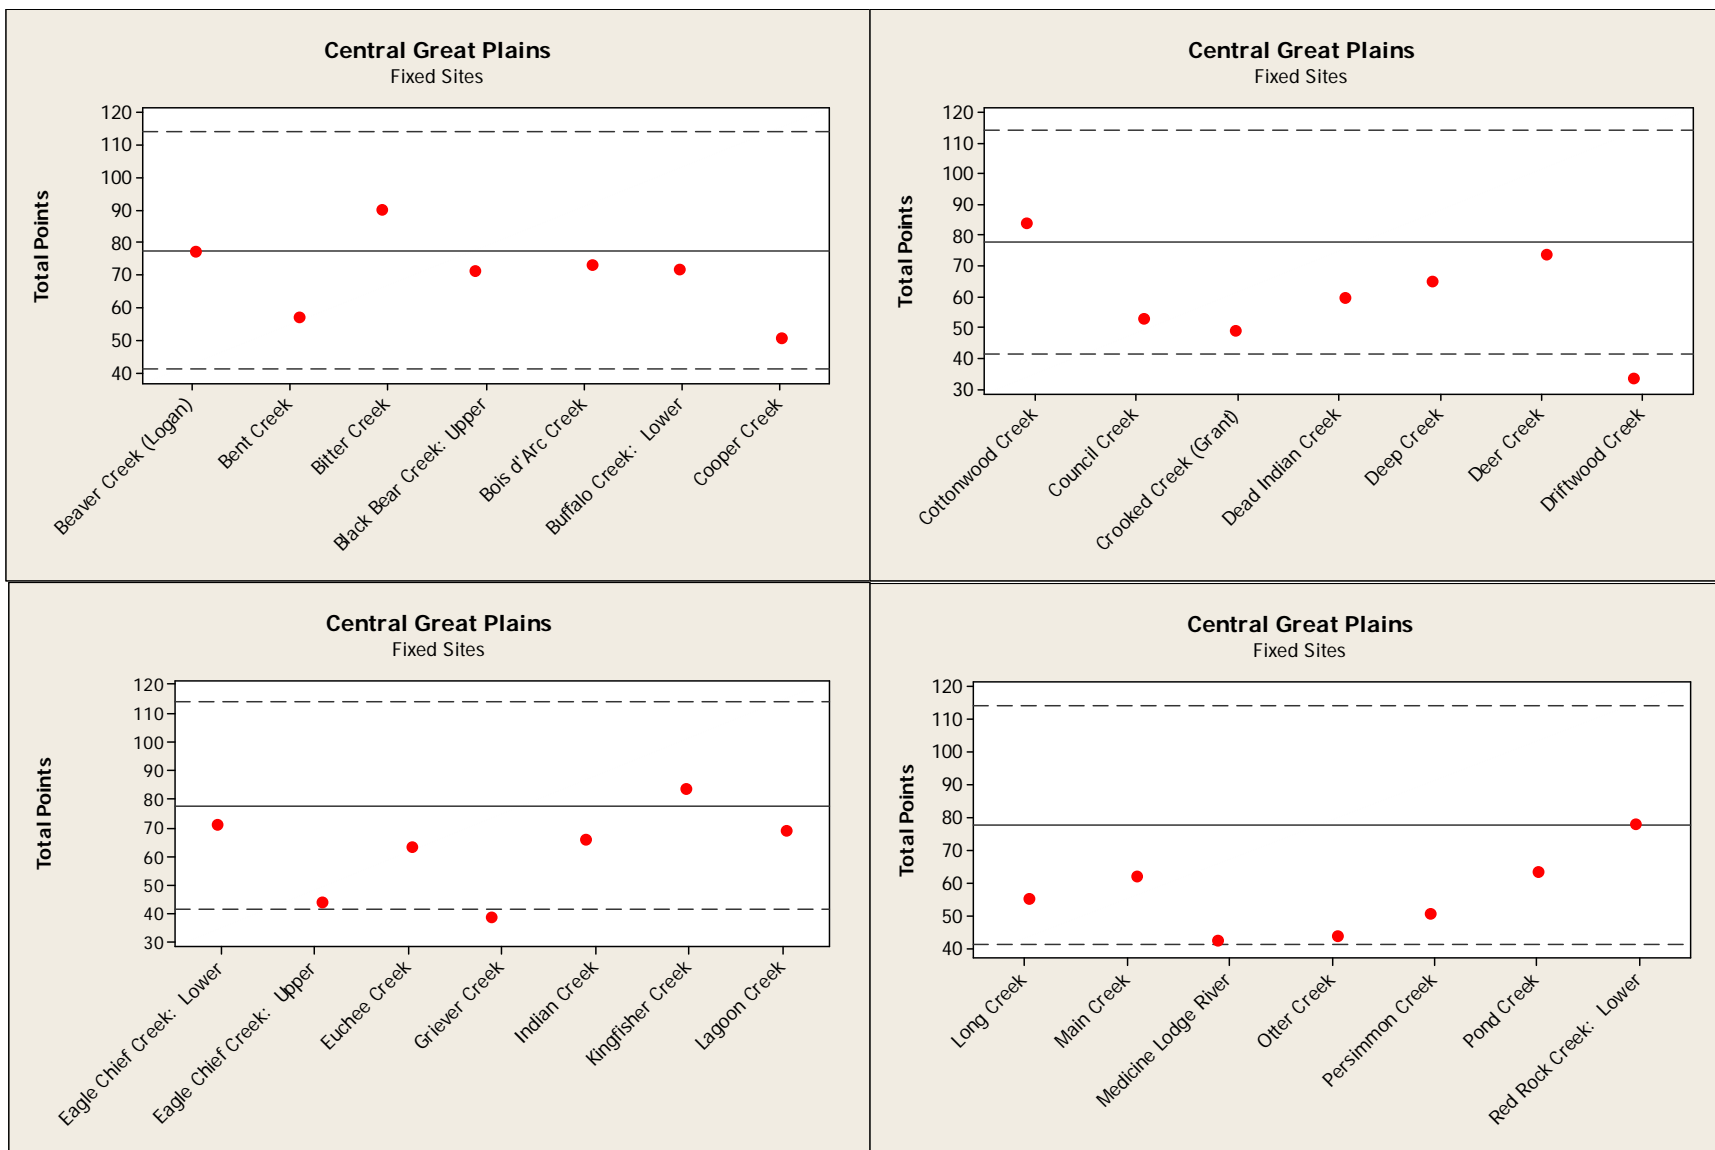 Central Great Plains
Fixed Sites
Total Points
120
110
100
90
80
70
60
50
40
Beaver Creek (Logan)
Bent Creek
Bitter Creek
Black Bear Creek: Upper
Bois d'Arc Creek
Buffalo Creek: Lower
Cooper Creek
Central Great Plains
Fixed Sites
Total Points
120
110
100
90
80
70
60
50
40
30
Cottonwood Creek
Council Creek
Crooked Creek (Grant)
Dead Indian Creek
Deep Creek
Deer Creek
Driftwood Creek
Central Great Plains
Fixed Sites
Total Points
120
110
100
90
80
70
60
50
40
30
Eagle Chief Creek: Lower
Eagle Chief Creek: Upper
Euchee Creek
Griever Creek
Indian Creek
Kingfisher Creek
Lagoon Creek
Central Great Plains
Fixed Sites
Total Points
120
110
100
90
80
70
60
50
40
Long Creek
Main Creek
Medicine Lodge River
Otter Creek
Persimmon Creek
Pond Creek
Red Rock Creek: Lower